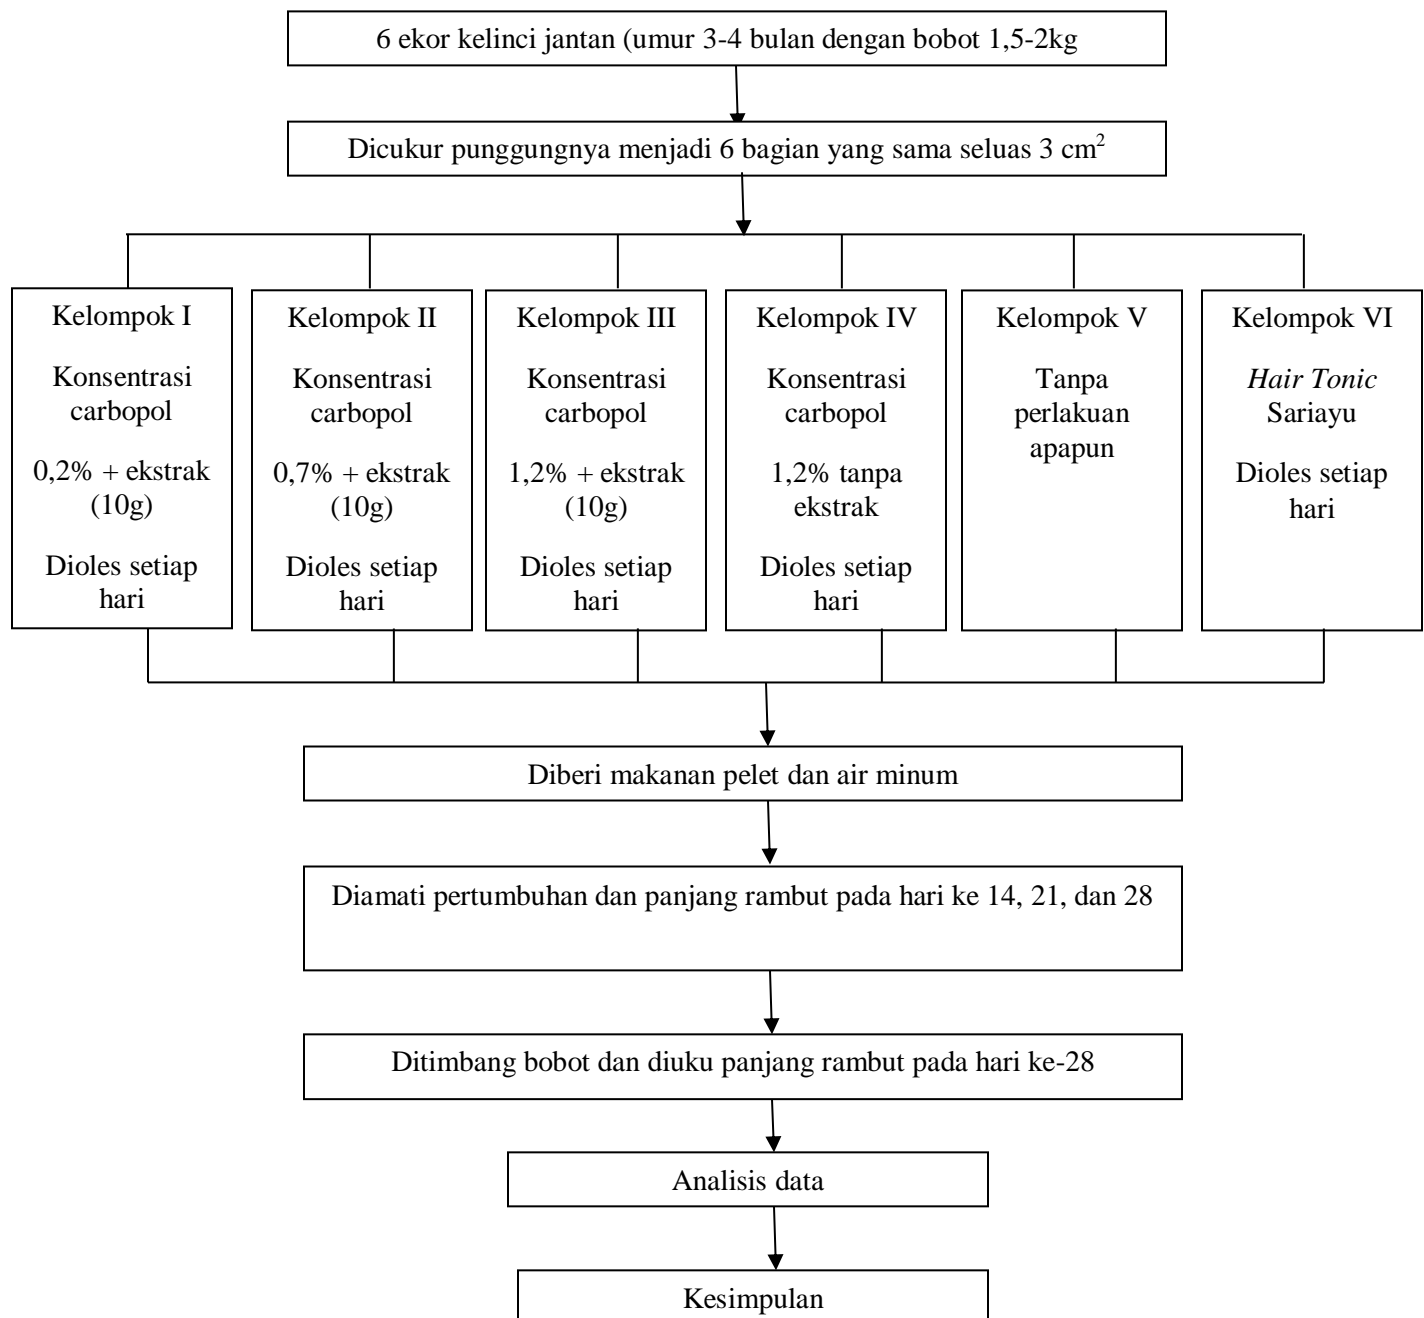 6 ekor kelinci jantan (umur 3-4 bulan dengan bobot 1,5-2kg
Dicukur punggungnya menjadi 6 bagian yang sama seluas 3 cm²
Kelompok I
Konsentrasi
carbopol
0,2% + ekstrak
(10g)
Dioles setiap
hari
Kelompok II
Konsentrasi
carbopol
0,7% + ekstrak
(10g)
Dioles setiap
hari
Kelompok III
Konsentrasi
carbopol
1,2% + ekstrak
(10g)
Dioles setiap
hari
Kelompok IV
Konsentrasi
carbopol
1,2% tanpa
ekstrak
Dioles setiap
hari
Kelompok V
Tanpa
perlakuan
apapun
Kelompok VI
Hair Tonic
Sariayu
Dioles setiap
hari
Diberi makanan pelet dan air minum
Diamati pertumbuhan dan panjang rambut pada hari ke 14, 21, dan 28
Ditimbang bobot dan diuku panjang rambut pada hari ke-28
Analisis data
Kesimpulan